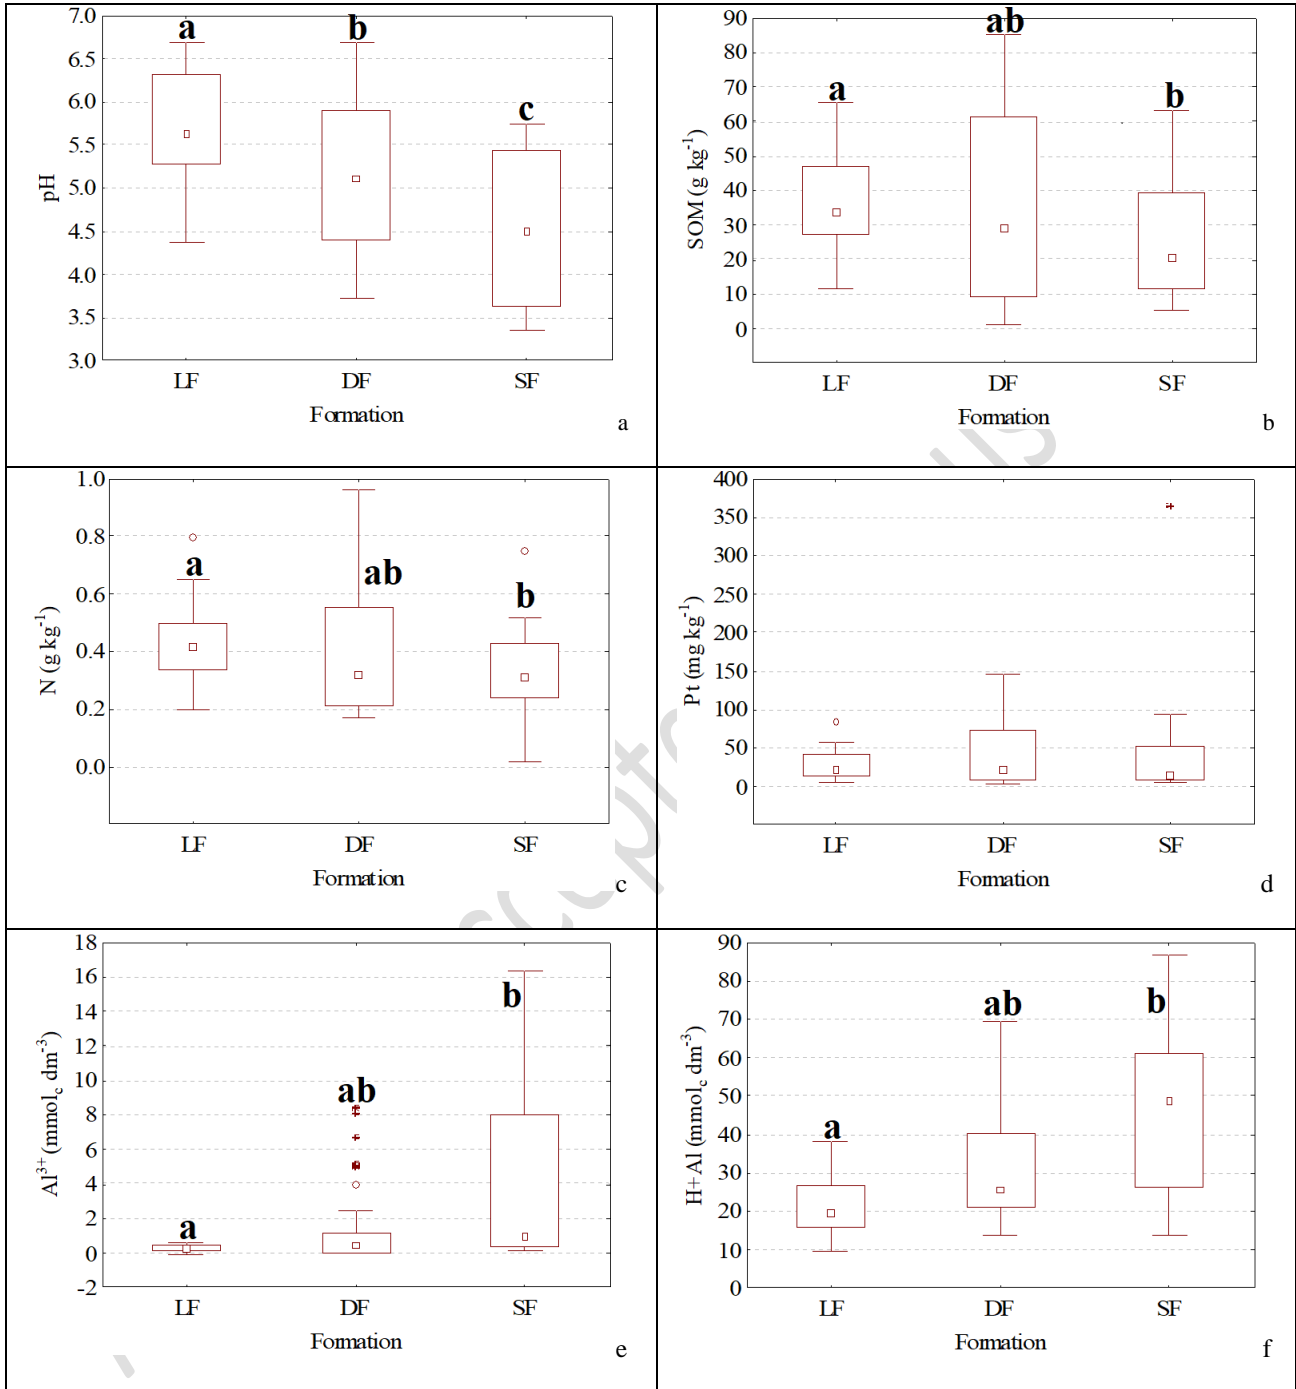 7.0
6.5
6.0
5.5
5.0
4.5
4.0
3.5
3.0
pH
a
b
c
LF
DF
SF
Formation
a
90
80
70
60
50
40
30
20
10
0
SOM (g kg-1)
a
ab
b
LF
DF
SF
Formation
b
1.0
0.8
0.6
0.4
0.2
0.0
N (g kg-1)
a
ab
b
LF
DF
SF
Formation
c
400
350
300
250
200
150
100
50
0
Pt (mg kg-1)
LF
DF
SF
Formation
d
18
16
14
12
10
8
6
4
2
0
-2
Al3+ (mmolc dm-3)
a
ab
b
LF
DF
SF
Formation
e
90
80
70
60
50
40
30
20
10
0
H+Al (mmolc dm-3)
a
ab
b
LF
DF
SF
Formation
f